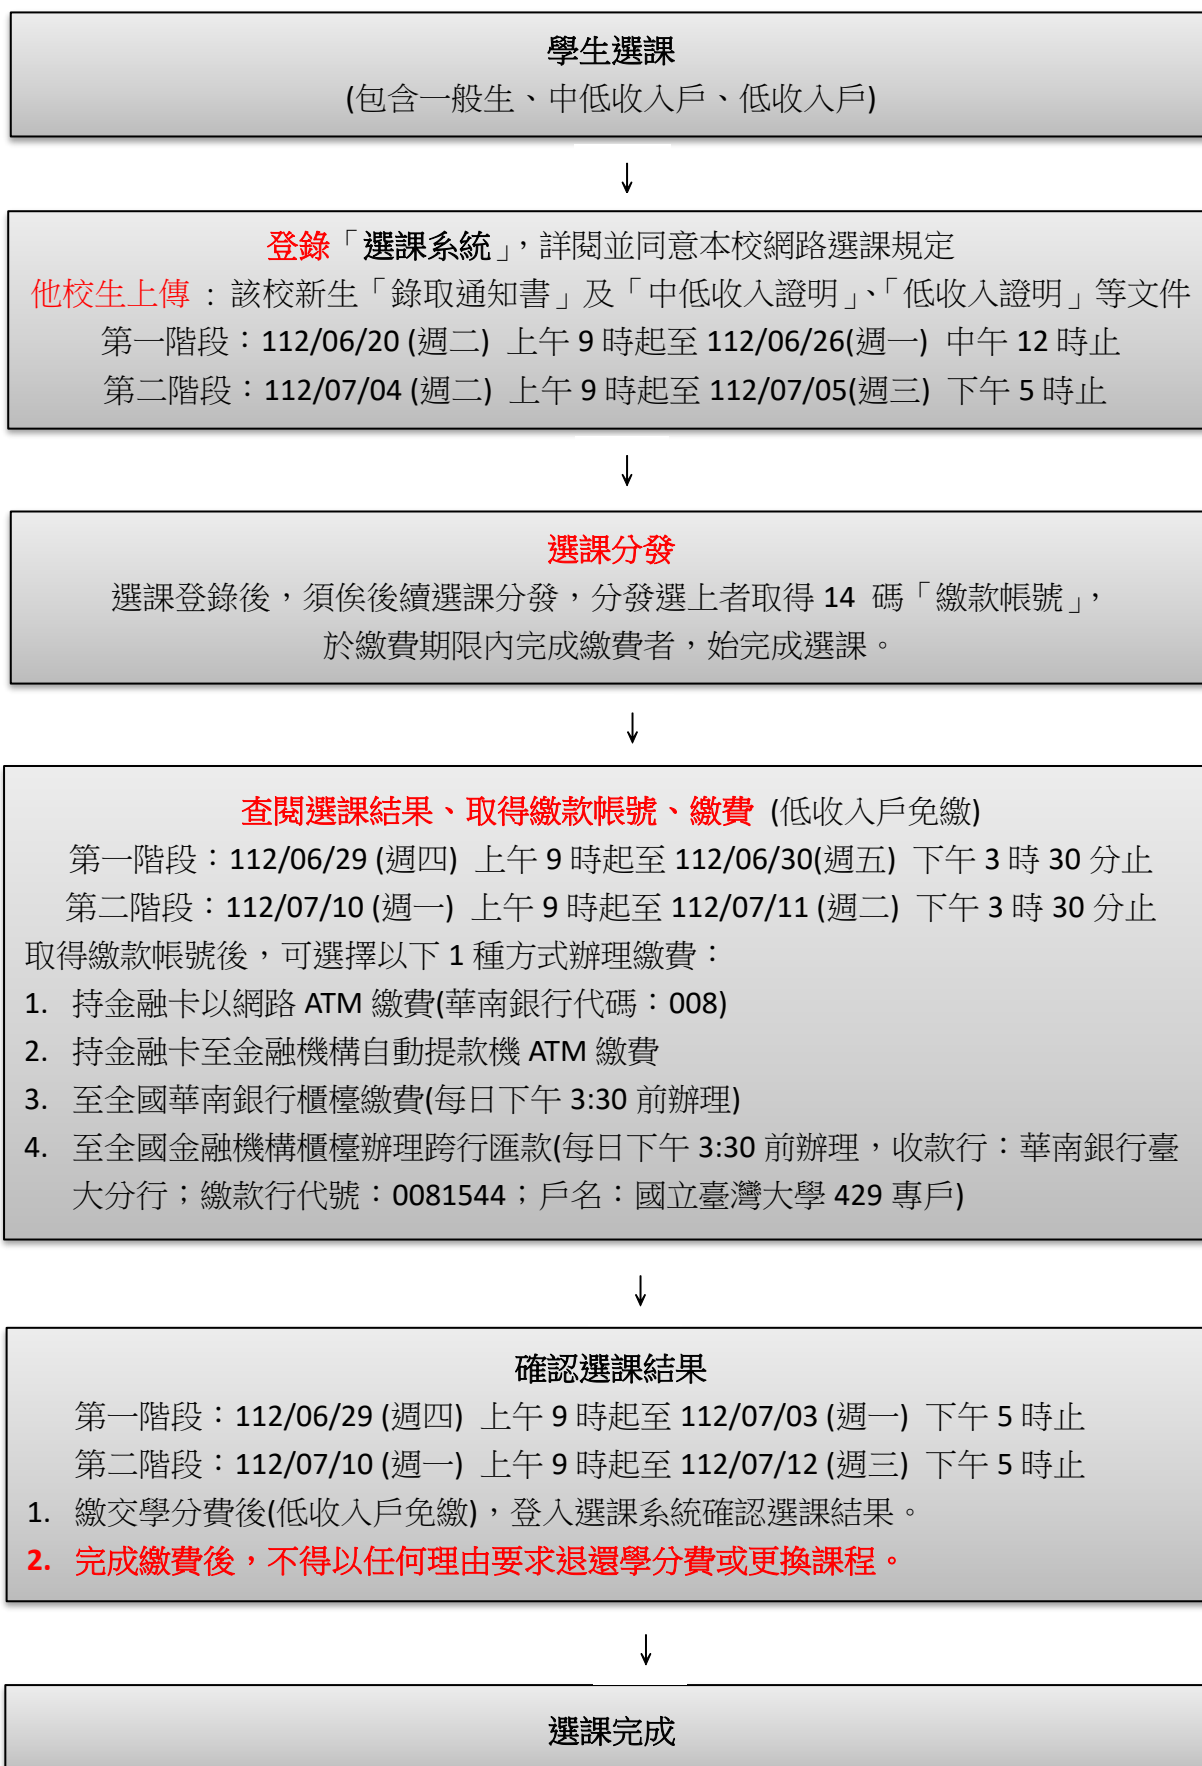 學生選課
(包含一般生、中低收入戶、低收入戶)
↓
登錄「選課系統」，詳閱並同意本校網路選課規定
他校生上傳：該校新生「錄取通知書」及「中低收入證明」、「低收入證明」等文件
第一階段：112/06/20 (週二) 上午 9 時起至 112/06/26(週一) 中午 12 時止
第二階段：112/07/04 (週二) 上午 9 時起至 112/07/05(週三) 下午 5 時止
↓
選課分發
選課登錄後，須俟後續選課分發，分發選上者取得 14 碼「繳款帳號」，
於繳費期限內完成繳費者，始完成選課。
↓
查閱選課結果、取得繳款帳號、繳費 (低收入戶免繳)
第一階段：112/06/29 (週四) 上午 9 時起至 112/06/30(週五) 下午 3 時 30 分止
第二階段：112/07/10 (週一) 上午 9 時起至 112/07/11 (週二) 下午 3 時 30 分止
取得繳款帳號後，可選擇以下 1 種方式辦理繳費：
1. 持金融卡以網路 ATM 繳費(華南銀行代碼：008)
2. 持金融卡至金融機構自動提款機 ATM 繳費
3. 至全國華南銀行櫃檯繳費(每日下午 3:30 前辦理)
4. 至全國金融機構櫃檯辦理跨行匯款(每日下午 3:30 前辦理，收款行：華南銀行臺
大分行；繳款行代號：0081544；戶名：國立臺灣大學 429 專戶)
↓
確認選課結果
第一階段：112/06/29 (週四) 上午 9 時起至 112/07/03 (週一) 下午 5 時止
第二階段：112/07/10 (週一) 上午 9 時起至 112/07/12 (週三) 下午 5 時止
1. 繳交學分費後(低收入戶免繳)，登入選課系統確認選課結果。
2. 完成繳費後，不得以任何理由要求退還學分費或更換課程。
↓
選課完成